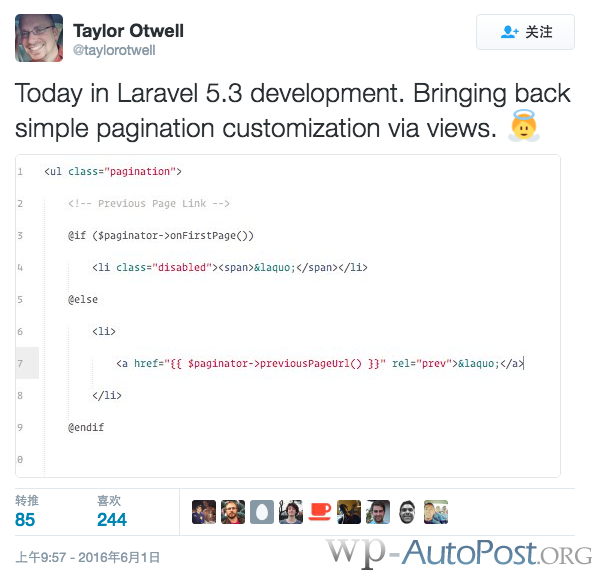 Taylor Otwell
@taylorotwell
关注
Today in Laravel 5.3 development. Bringing back
simple pagination customization via views.
1 <ul class="pagination">
2 <!-- Previous Page Link -->
3 @if ($paginator->onFirstPage())
4 <li class="disabled"><span>&laquo;</span></li>
5 @else
6 <li>
7 <a href="{{ $paginator->previousPageUrl() }}" rel="prev">&laquo;</a>
8 </li>
9 @endif
0
转推 喜欢
85 244
上午9:57 - 2016年6月1日
wp-AutoPost.ORG